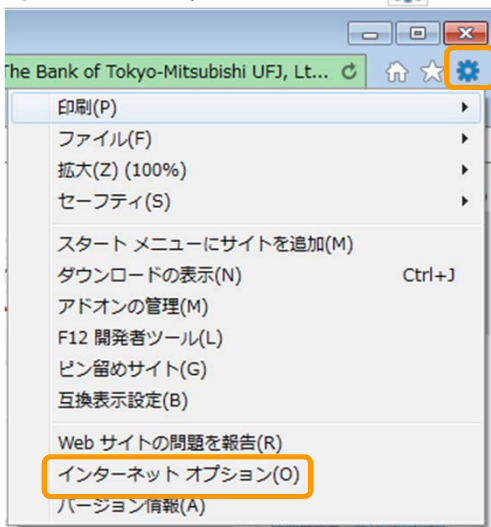 The Bank of Tokyo-Mitsubishi UFJ, Lt...
印刷(P)
ファイル(F)
拡大(Z) (100%)
セーフティ(S)
スタート メニューにサイトを追加(M)
ダウンロードの表示(N) Ctrl+J
アドオンの管理(M)
F12 開発者ツール(L)
ピン留めサイト(G)
互換表示設定(B)
Web サイトの問題を報告(R)
インターネット オプション(O)
バージョン情報(A)